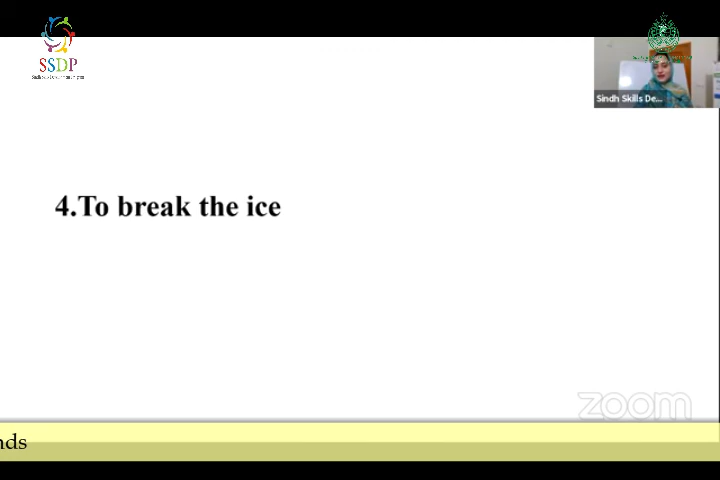 SSDP
Sindh Skills De...
4.To break the ice
zoom
nds